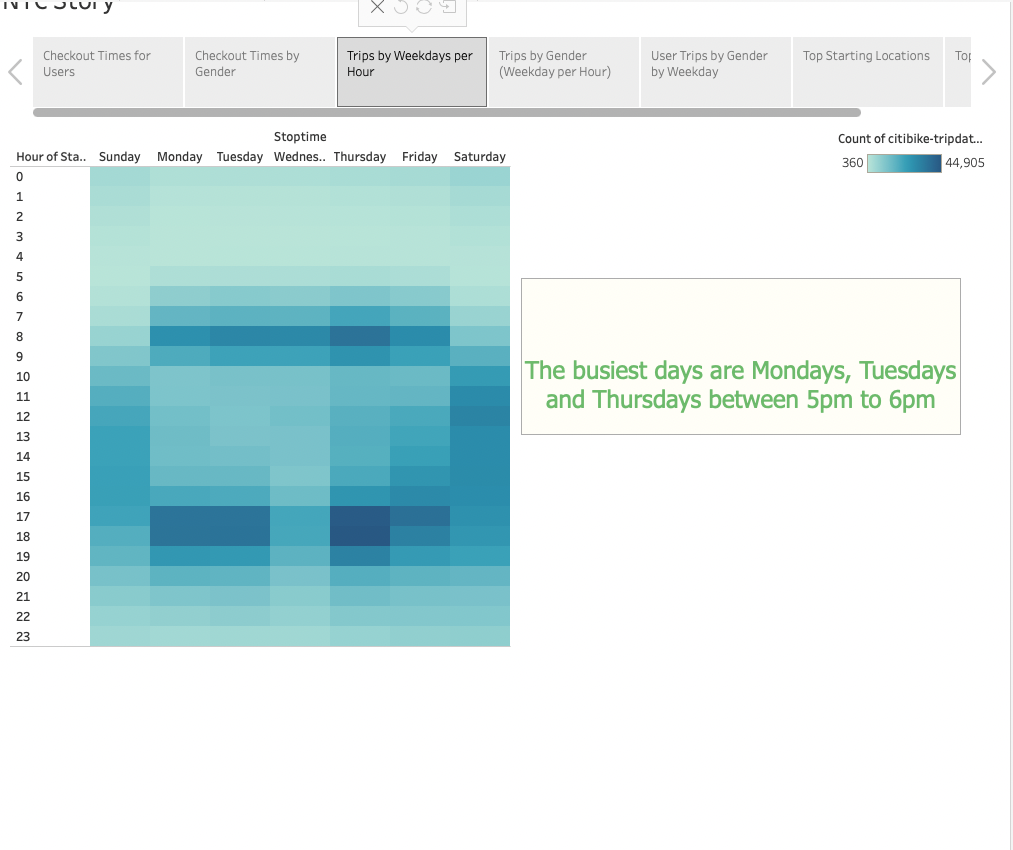 NYC Story
Checkout Times for
Users
Checkout Times by
Gender
Trips by Weekdays per
Hour
Trips by Gender
(Weekday per Hour)
User Trips by Gender
by Weekday
Top Starting Locations
Top
Stoptime
Hour of Sta.. Sunday Monday Tuesday Wednes.. Thursday Friday Saturday
0
1
2
3
4
5
6
7
8
9
10
11
12
13
14
15
16
17
18
19
20
21
22
23
Count of citibike-tripdat...
360 44,905
The busiest days are Mondays, Tuesdays
and Thursdays between 5pm to 6pm